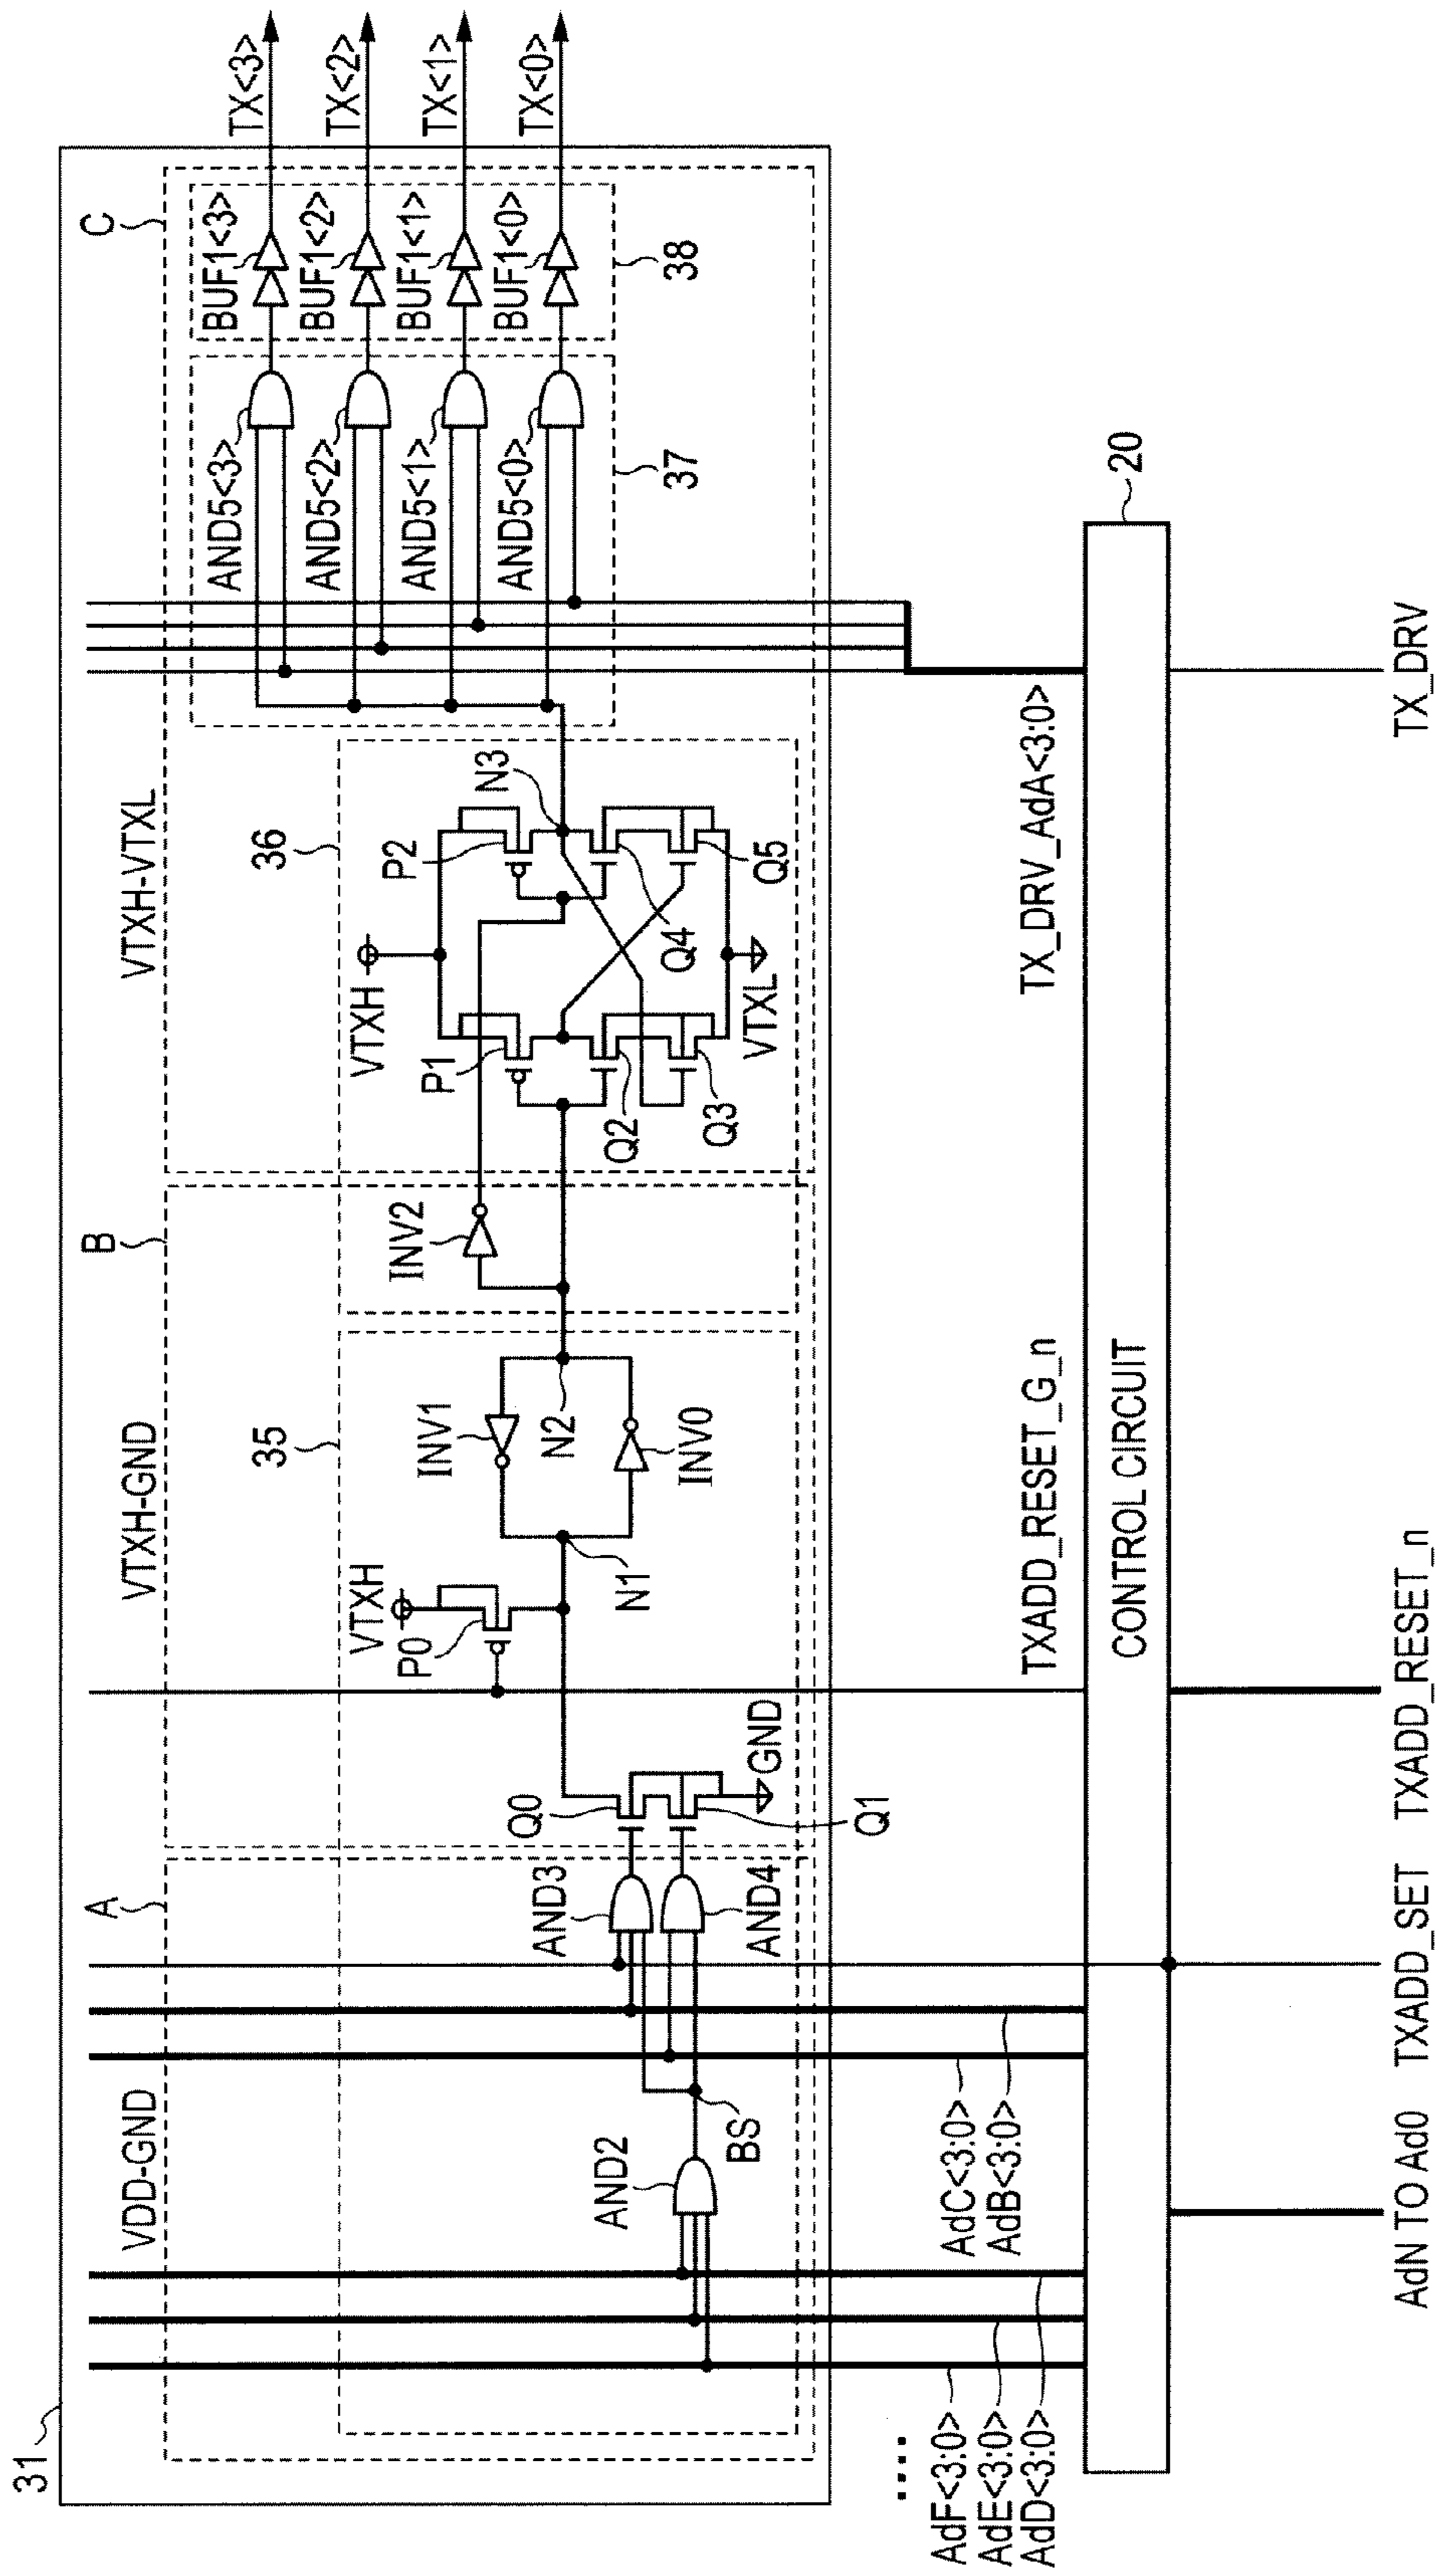 31
A
B
C
VDD-GND
VTXH-GND
VTXH-VTXL
35
36
37
38
AND2
BS
AND3
AND4
Q0
Q1
GND
VTXH
P0
N1
INV1
INV0
N2
INV2
VTXH
P1
P2
N3
Q2
Q3
Q4
Q5
VTXL
AND5<3>
AND5<2>
AND5<1>
AND5<0>
BUF1<3>
BUF1<2>
BUF1<1>
BUF1<0>
TX<3>
TX<2>
TX<1>
TX<0>
....
AdF<3:0>
AdE<3:0>
AdD<3:0>
AdC<3:0>
AdB<3:0>
TXADD_RESET_G_n
TX_DRV_AdA<3:0>
CONTROL CIRCUIT
20
AdN TO Ad0
TXADD_SET
TXADD_RESET_n
TX_DRV